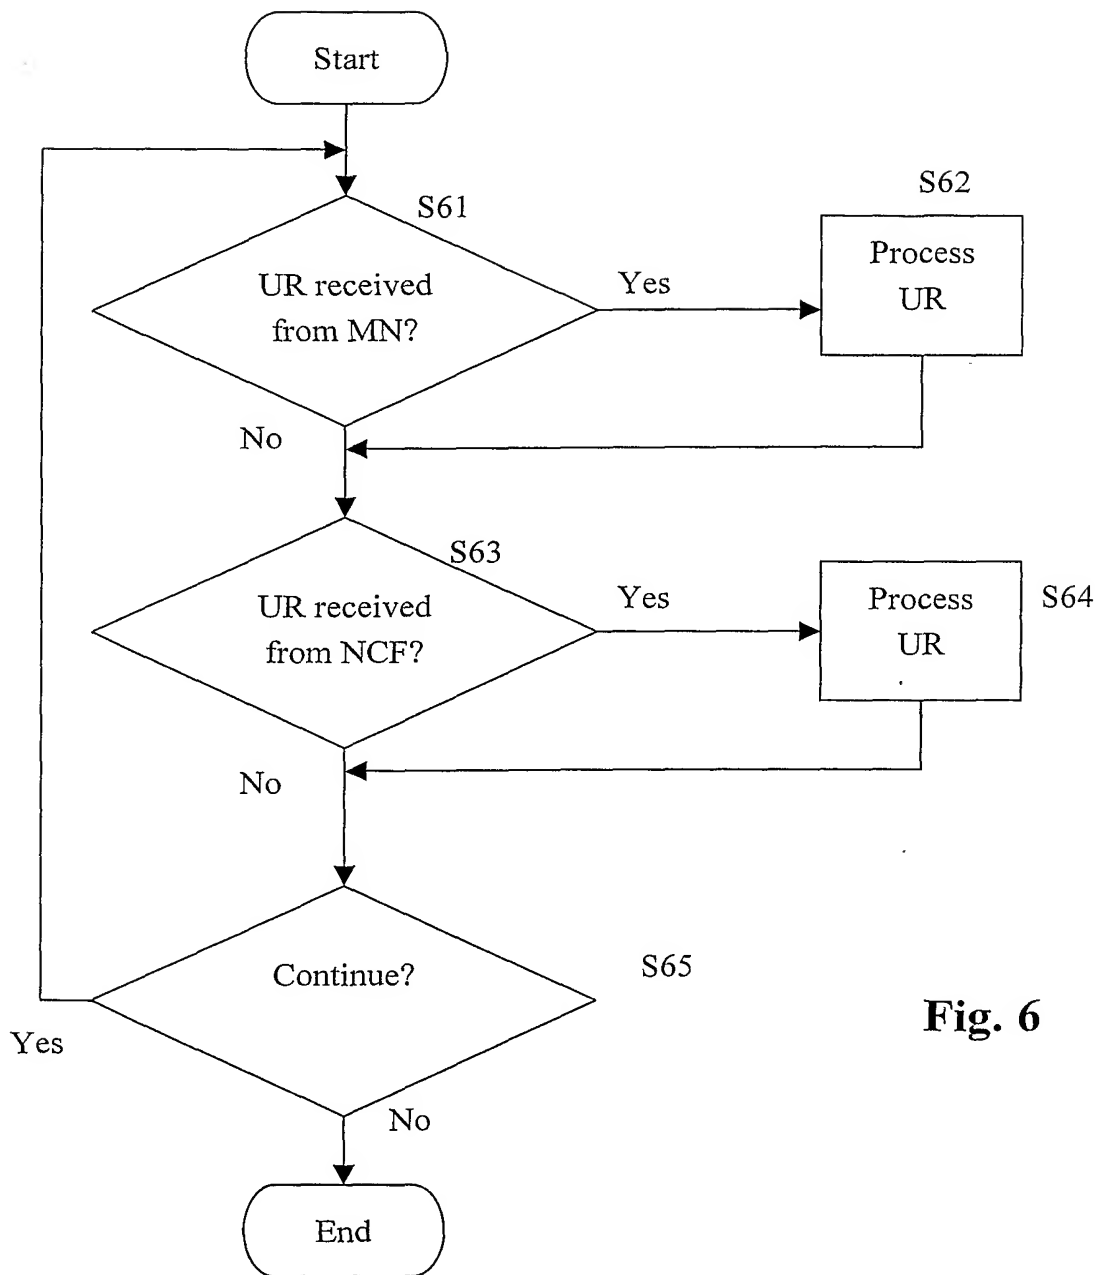 Start
S61
S62
UR received
from MN?
Yes
Process
UR
No
S63
UR received
from NCF?
Yes
Process
UR
S64
No
Continue?
S65
Fig. 6
Yes
No
End